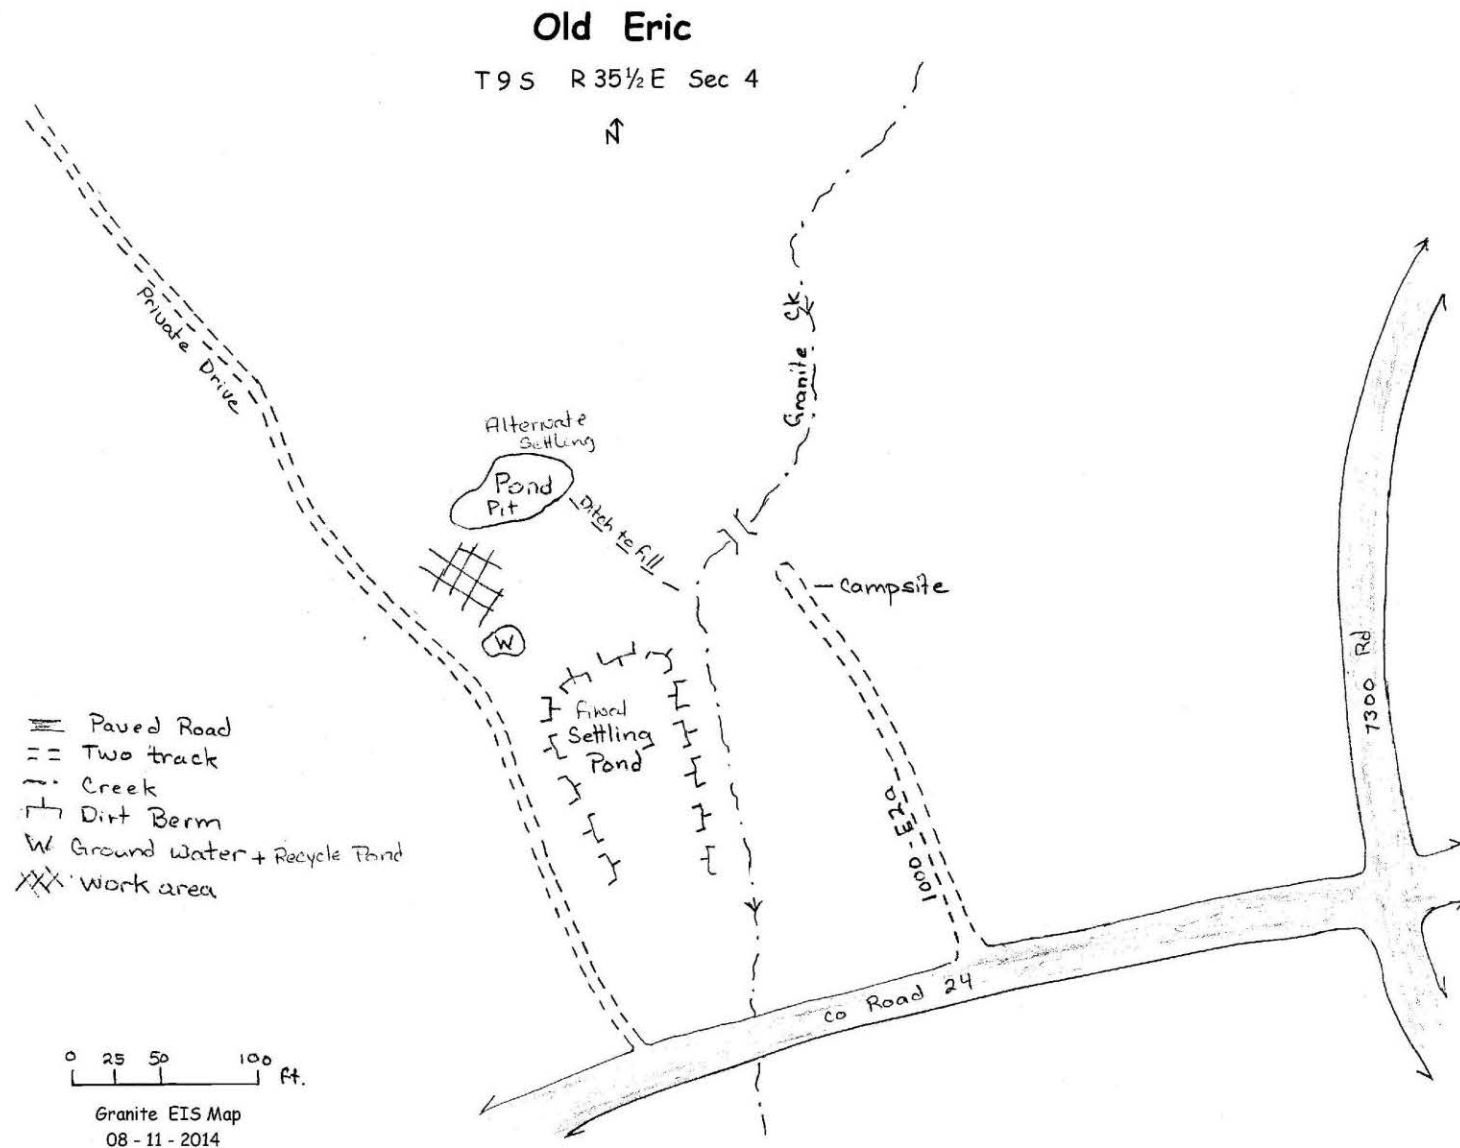 Old Eric
T9S R35½E Sec 4
N
Private Drive
Granite Ck.
Alternate
Settling
Pond
Pit
Ditch to fill
campsite
W
Final
Settling
Pond
1000-E20
7300 Rd
Co Road 24
Paved Road
Two track
Creek
Dirt Berm
W Ground Water + Recycle Pond
Work area
0 25 50 100
Ft.
Granite EIS Map
08-11-2014